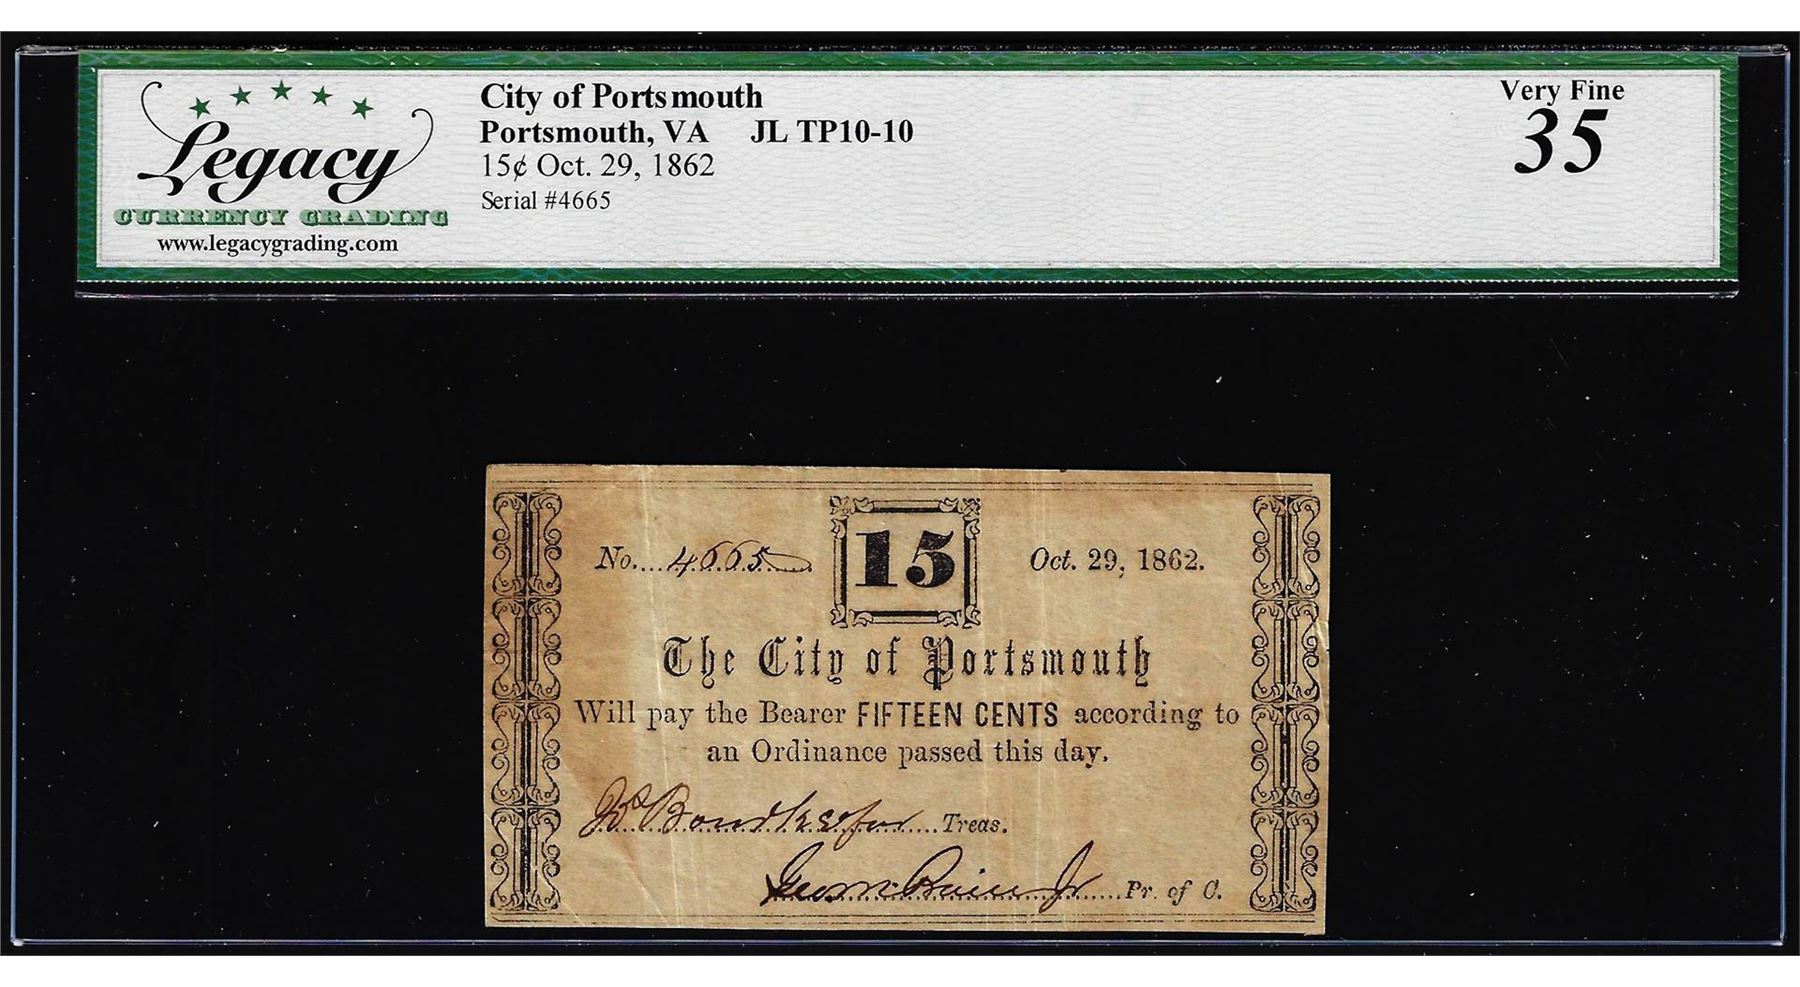 Legacy
CURRENCY GRADING
www.legacygrading.com
City of Portsmouth
Portsmouth, VA JL TP10-10
15¢ Oct. 29, 1862
Serial #4665
Very Fine
35
No....4665
15
Oct. 29, 1862.
The City of Portsmouth
Will pay the Bearer FIFTEEN CENTS according to
an Ordinance passed this day.
Treas.
Jr. Pr. of C.